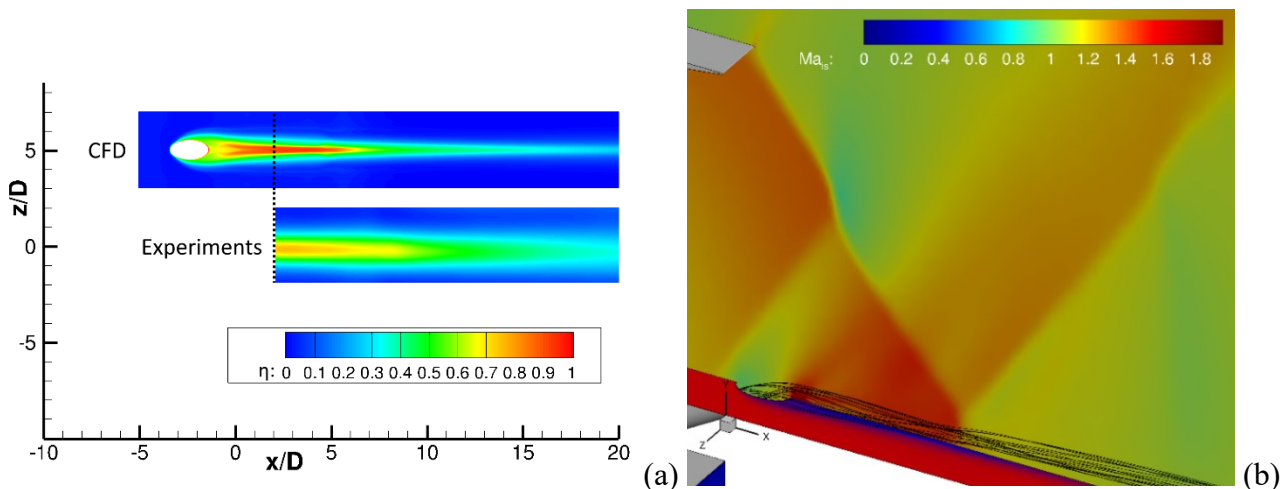 CFD
Experiments
z/D
5
0
-5
η: 0 0.1 0.2 0.3 0.4 0.5 0.6 0.7 0.8 0.9 1
-10 -5 0 5 10 15 20
x/D
(a)
Ma_is: 0 0.2 0.4 0.6 0.8 1 1.2 1.4 1.6 1.8
Y
z
x
(b)